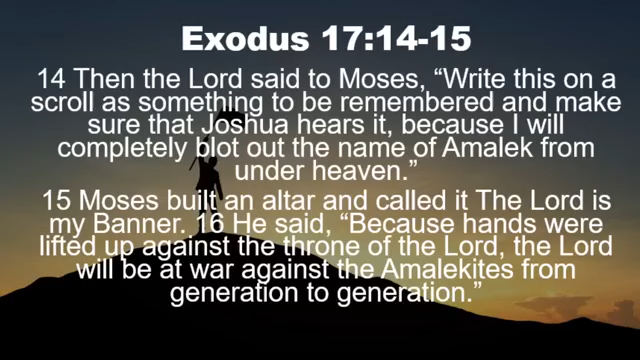 Exodus 17:14-15
14 Then the Lord said to Moses, “Write this on a
scroll as something to be remembered and make
sure that Joshua hears it, because I will
completely blot out the name of Amalek from
under heaven.”
15 Moses built an altar and called it The Lord is
my Banner. 16 He said, “Because hands were
lifted up against the throne of the Lord, the Lord
will be at war against the Amalekites from
generation to generation.”